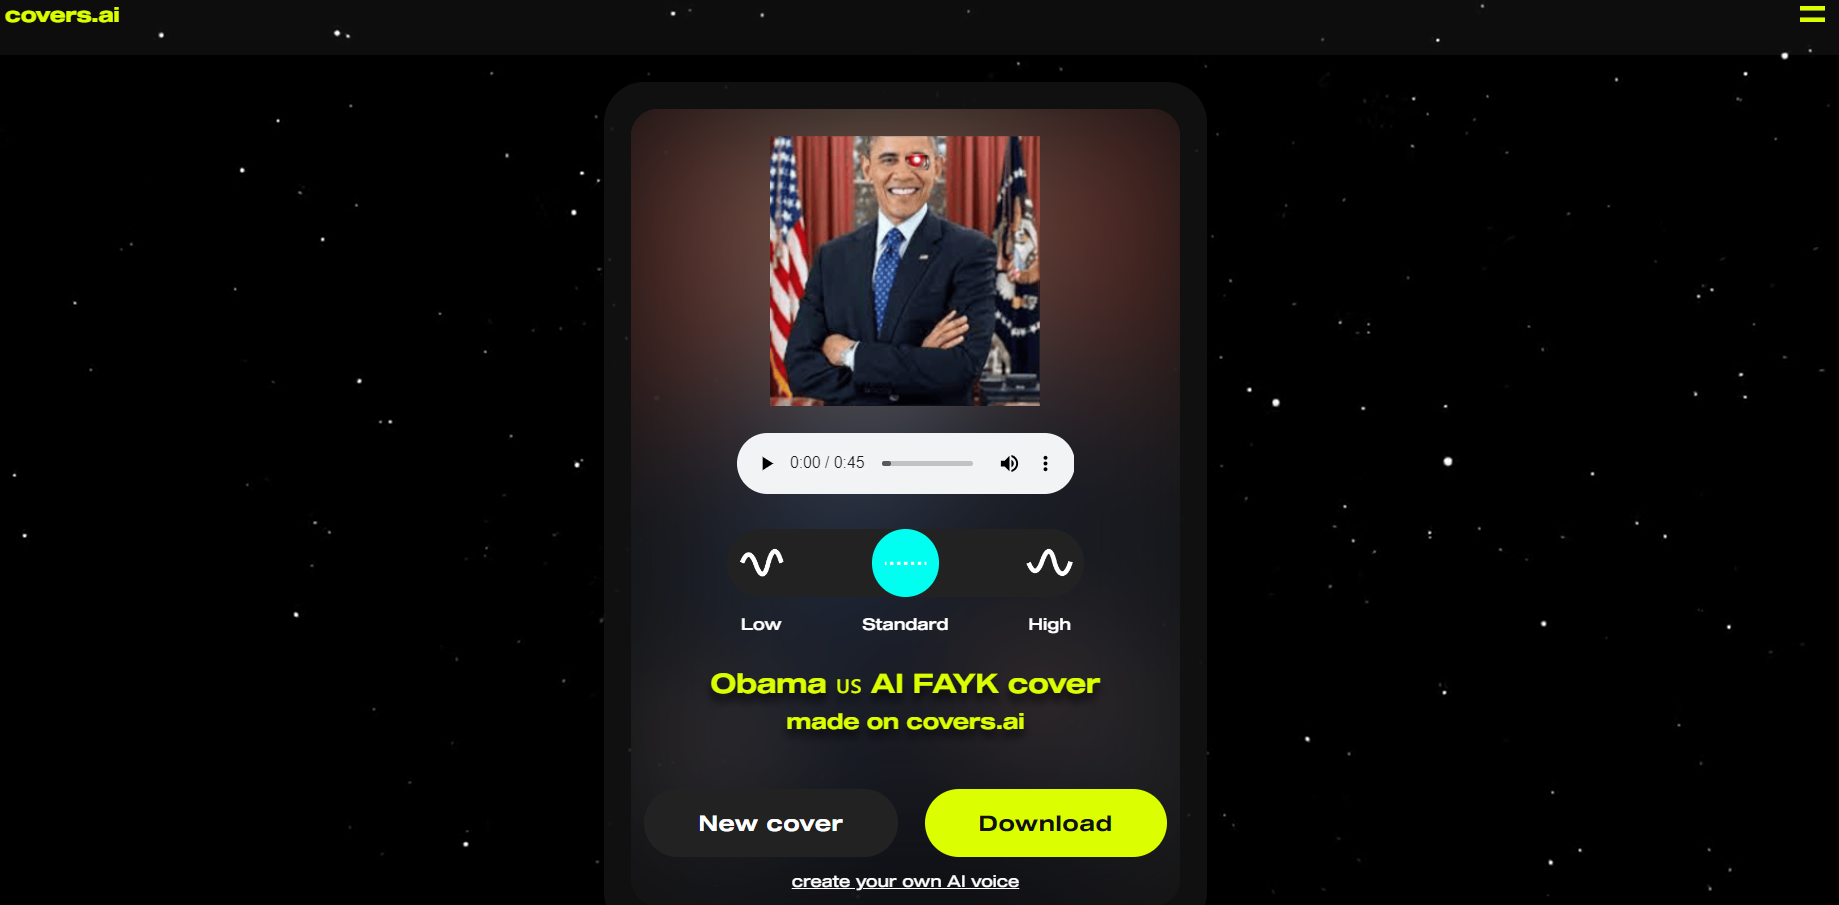 covers.ai
0:00 / 0:45
Low
Standard
High
Obama us AI FAYK cover
made on covers.ai
New cover
Download
create your own AI voice